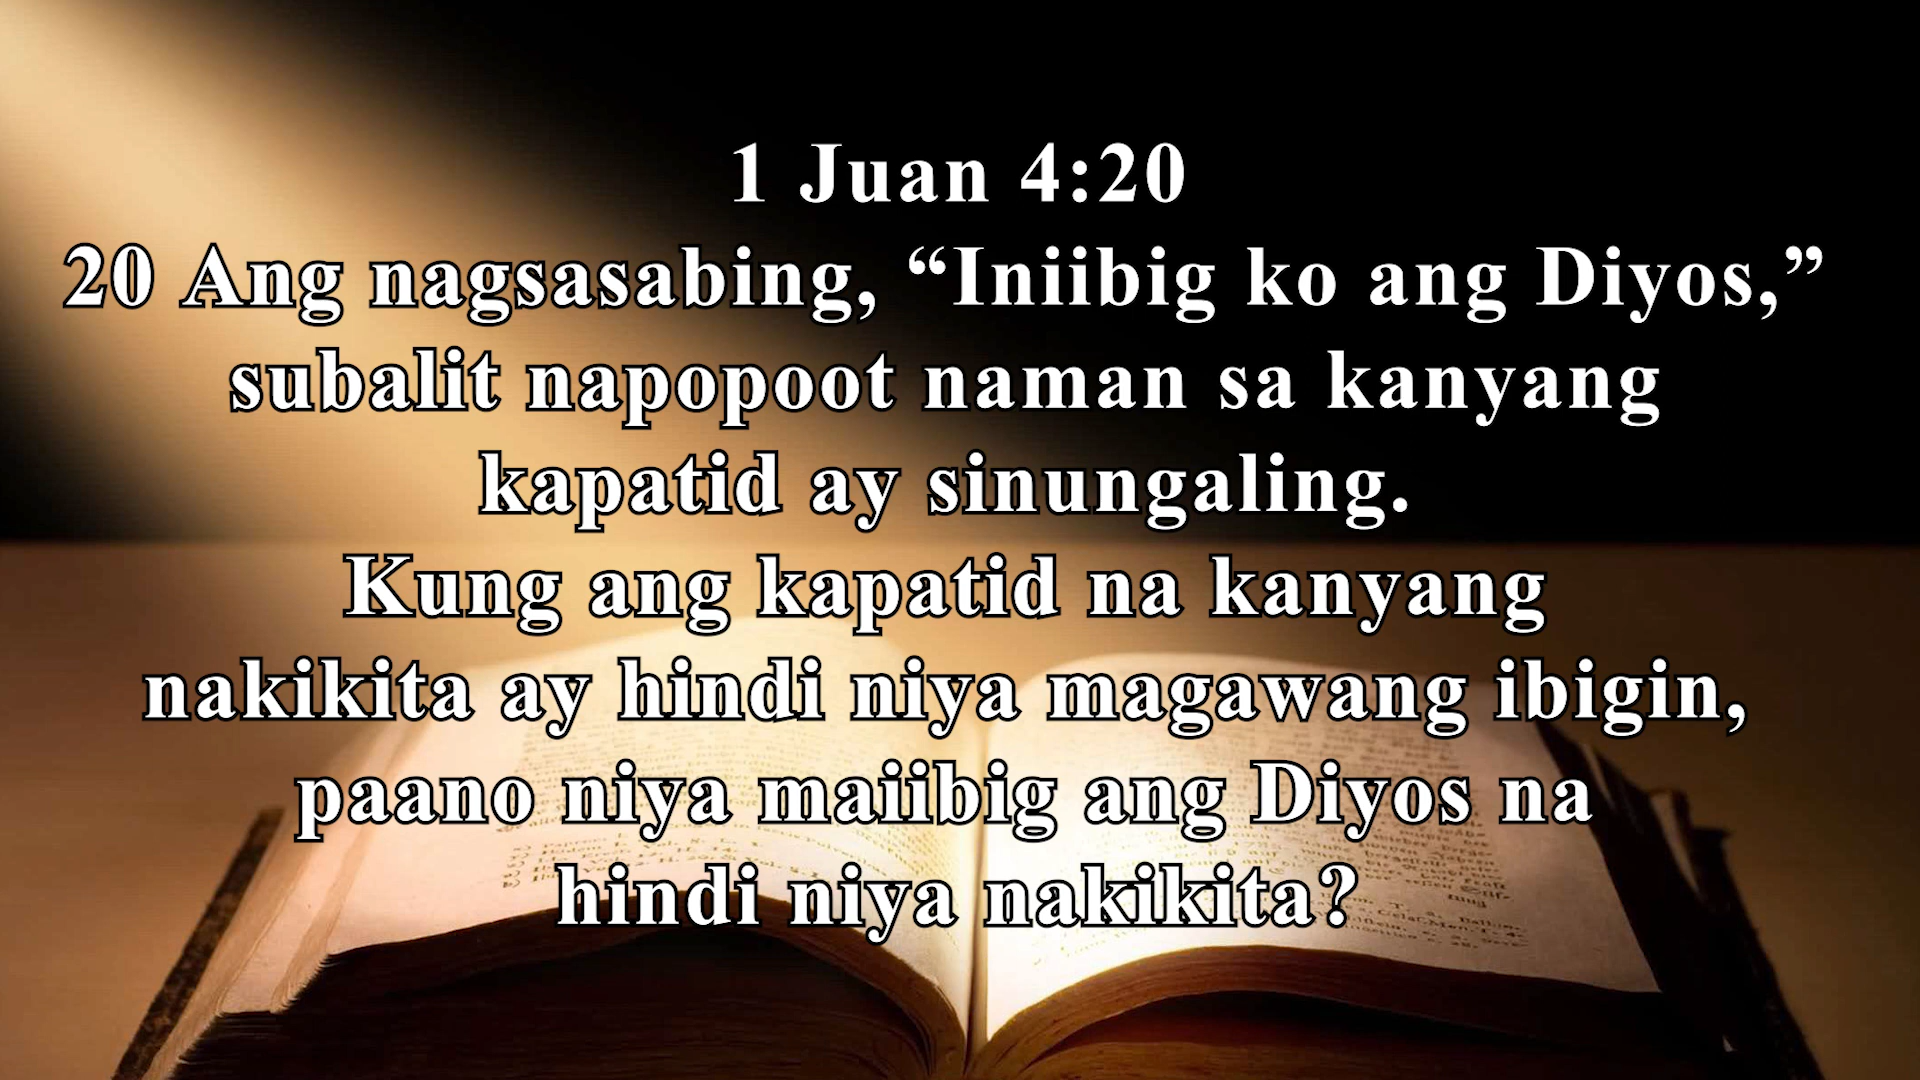 1 Juan 4:20
20 Ang nagsasabing, “Iniibig ko ang Diyos,”
subalit napopoot naman sa kanyang
kapatid ay sinungaling.
Kung ang kapatid na kanyang
nakikita ay hindi niya magawang ibigin,
paano niya maiibig ang Diyos na
hindi niya nakikita?